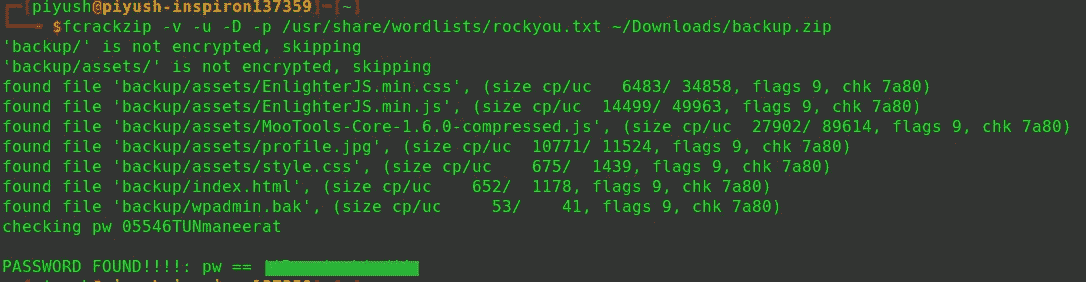 piyush@piyush-inspiron137359]-[~]
$fcrackzip -v -u -D -p /usr/share/wordlists/rockyou.txt ~/Downloads/backup.zip
'backup/' is not encrypted, skipping
'backup/assets/' is not encrypted, skipping
found file 'backup/assets/EnlighterJS.min.css', (size cp/uc   6483/ 34858, flags 9, chk 7a80)
found file 'backup/assets/EnlighterJS.min.js', (size cp/uc  14499/ 49963, flags 9, chk 7a80)
found file 'backup/assets/MooTools-Core-1.6.0-compressed.js', (size cp/uc  27902/ 89614, flags 9, chk 7a80)
found file 'backup/assets/profile.jpg', (size cp/uc  10771/ 11524, flags 9, chk 7a80)
found file 'backup/assets/style.css', (size cp/uc    675/  1439, flags 9, chk 7a80)
found file 'backup/index.html', (size cp/uc    652/  1178, flags 9, chk 7a80)
found file 'backup/wpadmin.bak', (size cp/uc     53/    41, flags 9, chk 7a80)
checking pw 05546TUNmaneerat
PASSWORD FOUND!!!!: pw ==